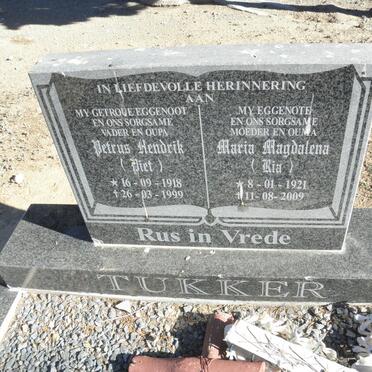 IN LIEFDEVOLLE HERINNERING
AAN
MY GETROUE EGGENOOT
EN ONS SORGSAME
VADER EN OUPA
Petrus Hendrik
(Piet)
★ 16-09-1918
✝ 26-03-1999
MY EGGENOTE
EN ONS SORGSAME
MOEDER EN OUMA
Maria Magdalena
(Ria)
★ 8-01-1921
✝ 11-08-2009
Rus in Vrede
TUKKER